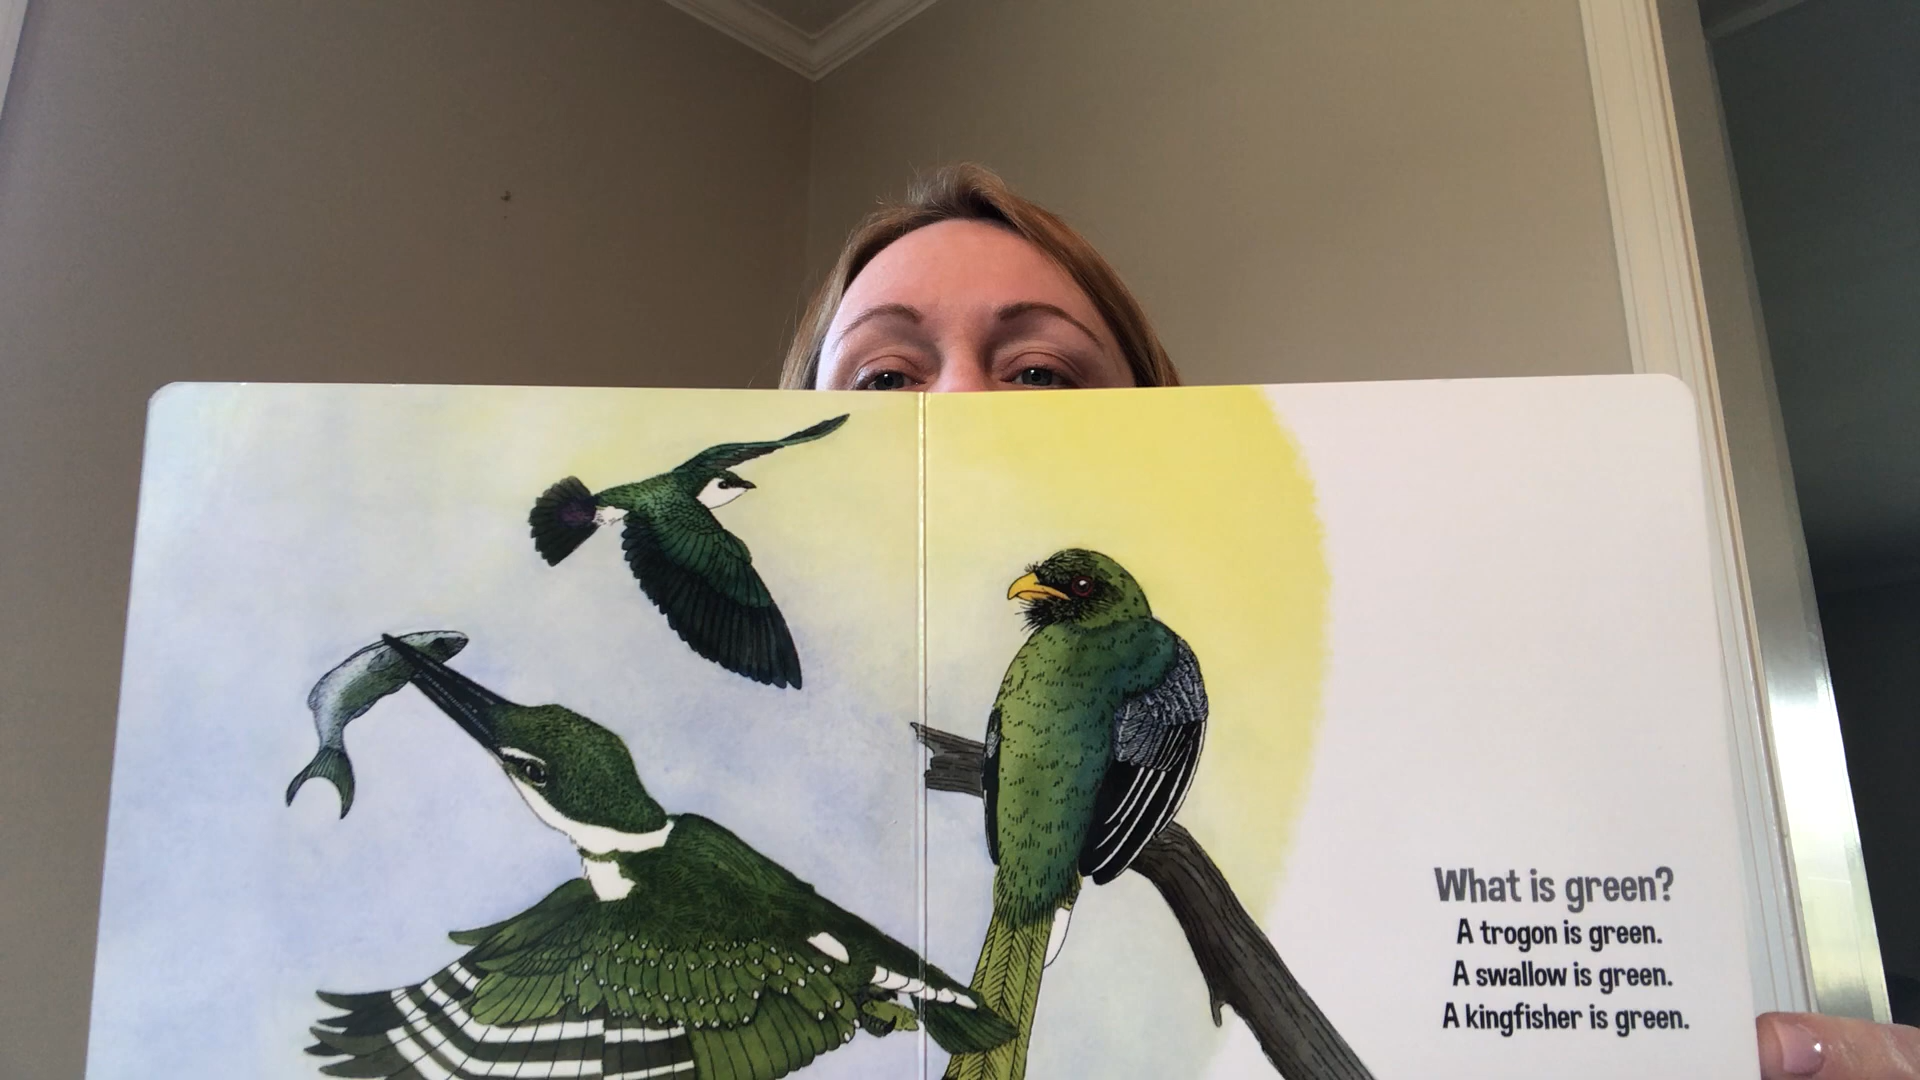 What is green?
A trogon is green.
A swallow is green.
A kingfisher is green.